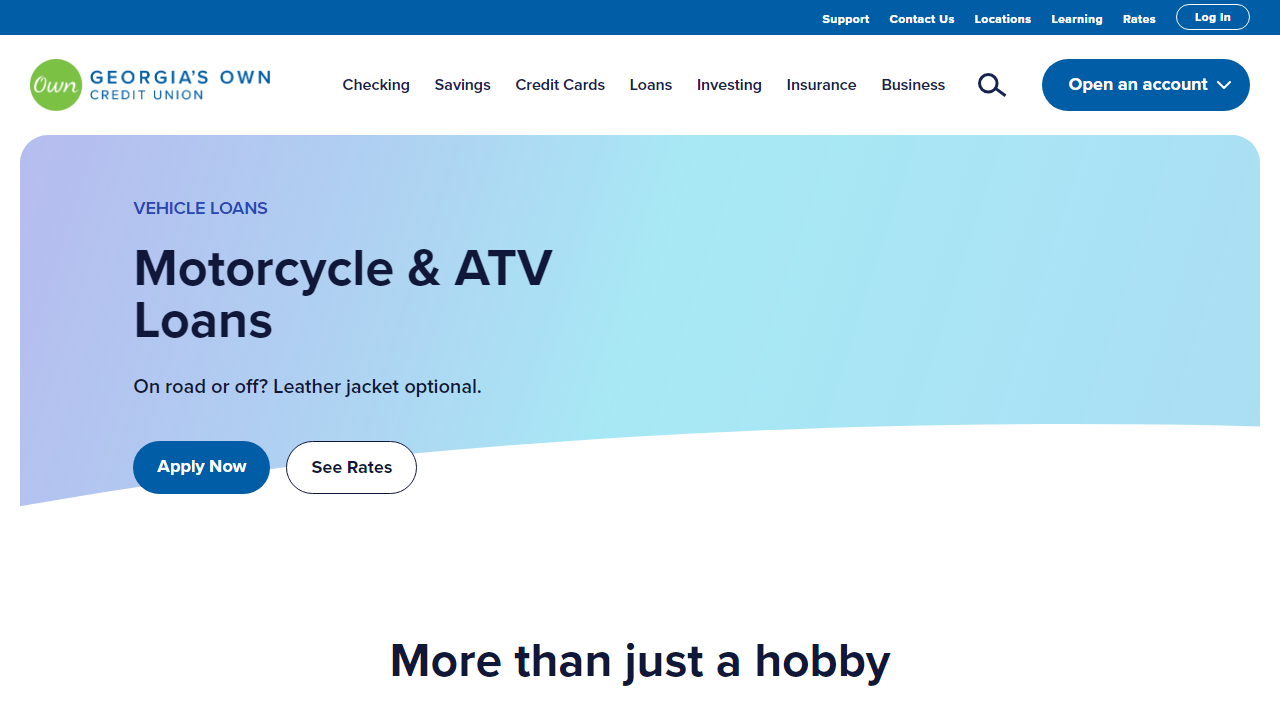 Support Contact Us Locations Learning Rates Log In
Own GEORGIA'S OWN
CREDIT UNION
Checking Savings Credit Cards Loans Investing Insurance Business Open an account
VEHICLE LOANS
Motorcycle & ATV
Loans
On road or off? Leather jacket optional.
Apply Now See Rates
More than just a hobby